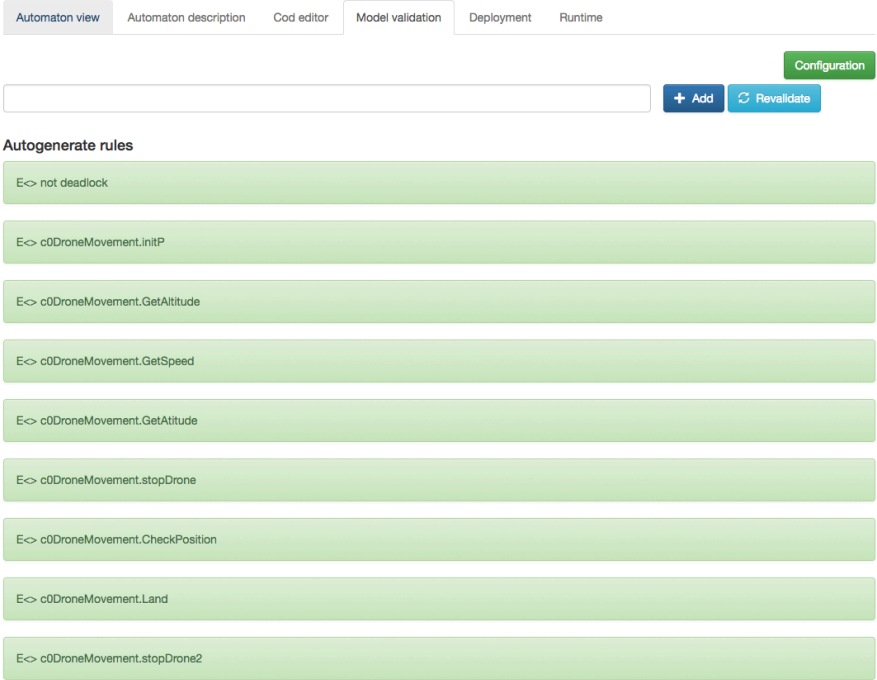 Automaton view Automaton description Cod editor Model validation Deployment Runtime
Configuration
Add Revalidate
Autogenerate rules
E<> not deadlock
E<> c0DroneMovement.initP
E<> c0DroneMovement.GetAltitude
E<> c0DroneMovement.GetSpeed
E<> c0DroneMovement.GetAtitude
E<> c0DroneMovement.stopDrone
E<> c0DroneMovement.CheckPosition
E<> c0DroneMovement.Land
E<> c0DroneMovement.stopDrone2